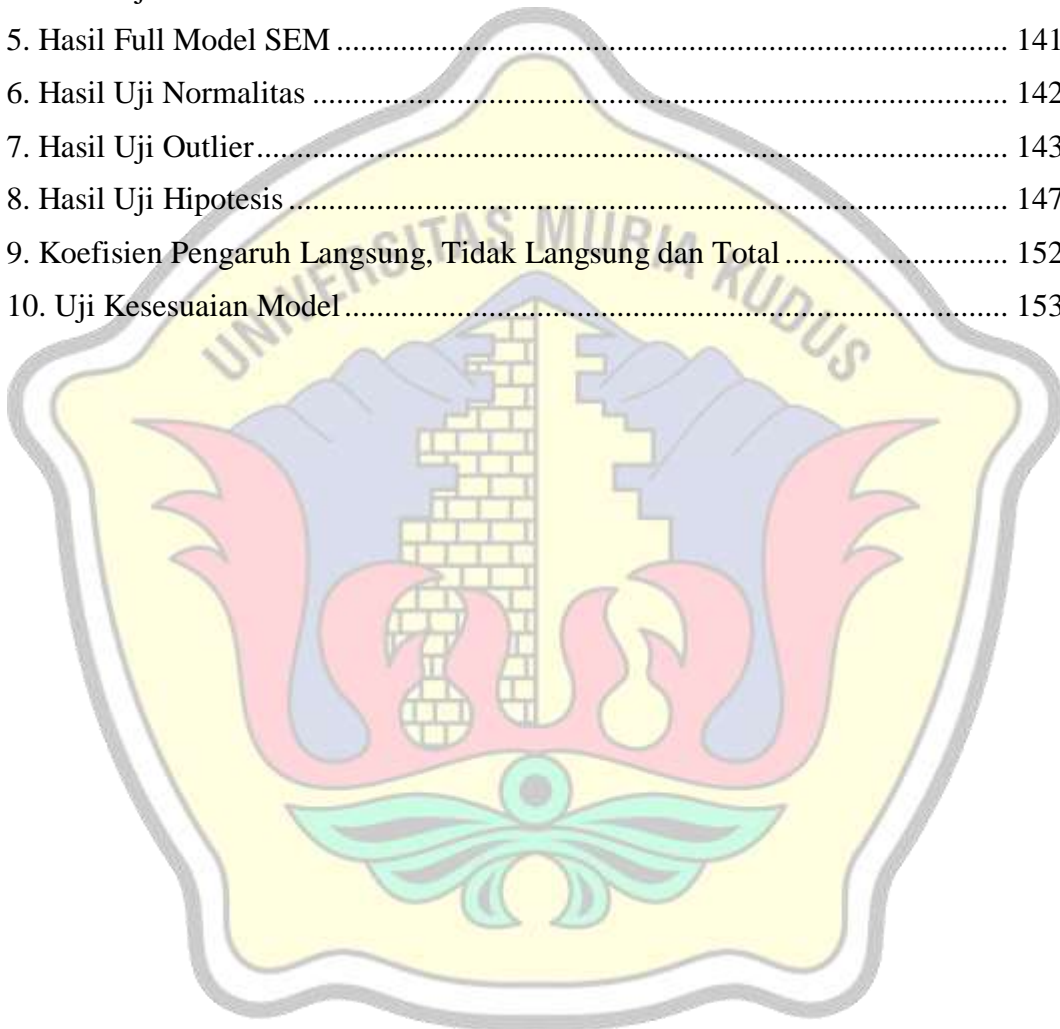 5. Hasil Full Model SEM ........................................................................ 141
6. Hasil Uji Normalitas ........................................................................... 142
7. Hasil Uji Outlier .................................................................................. 143
8. Hasil Uji Hipotesis .............................................................................. 147
9. Koefisien Pengaruh Langsung, Tidak Langsung dan Total ........................ 152
10. Uji Kesesuaian Model ....................................................................... 153
UNIVERSITAS MURIA KUDUS